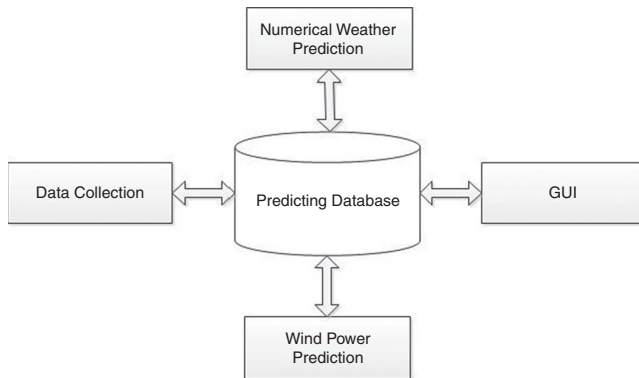 Numerical Weather
Prediction
Data Collection
Predicting Database
GUI
Wind Power
Prediction